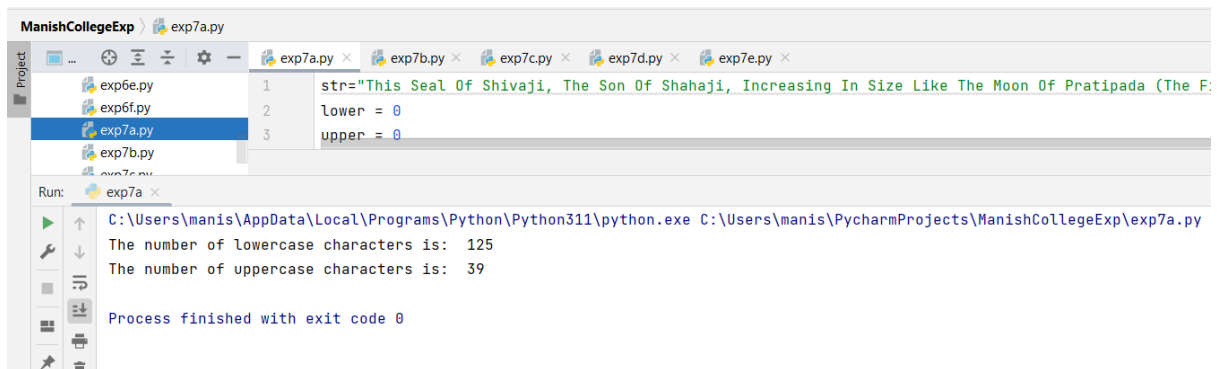 ManishCollegeExp exp7a.py
Project
... exp7a.py exp7b.py exp7c.py exp7d.py exp7e.py
exp6e.py
exp6f.py
exp7a.py
exp7b.py
exp7c.py
1 str="This Seal Of Shivaji, The Son Of Shahaji, Increasing In Size Like The Moon Of Pratipada (The Fi
2 lower = 0
3 upper = 0
Run: exp7a
C:\Users\manis\AppData\Local\Programs\Python\Python311\python.exe C:\Users\manis\PycharmProjects\ManishCollegeExp\exp7a.py
The number of lowercase characters is:  125
The number of uppercase characters is:  39
Process finished with exit code 0